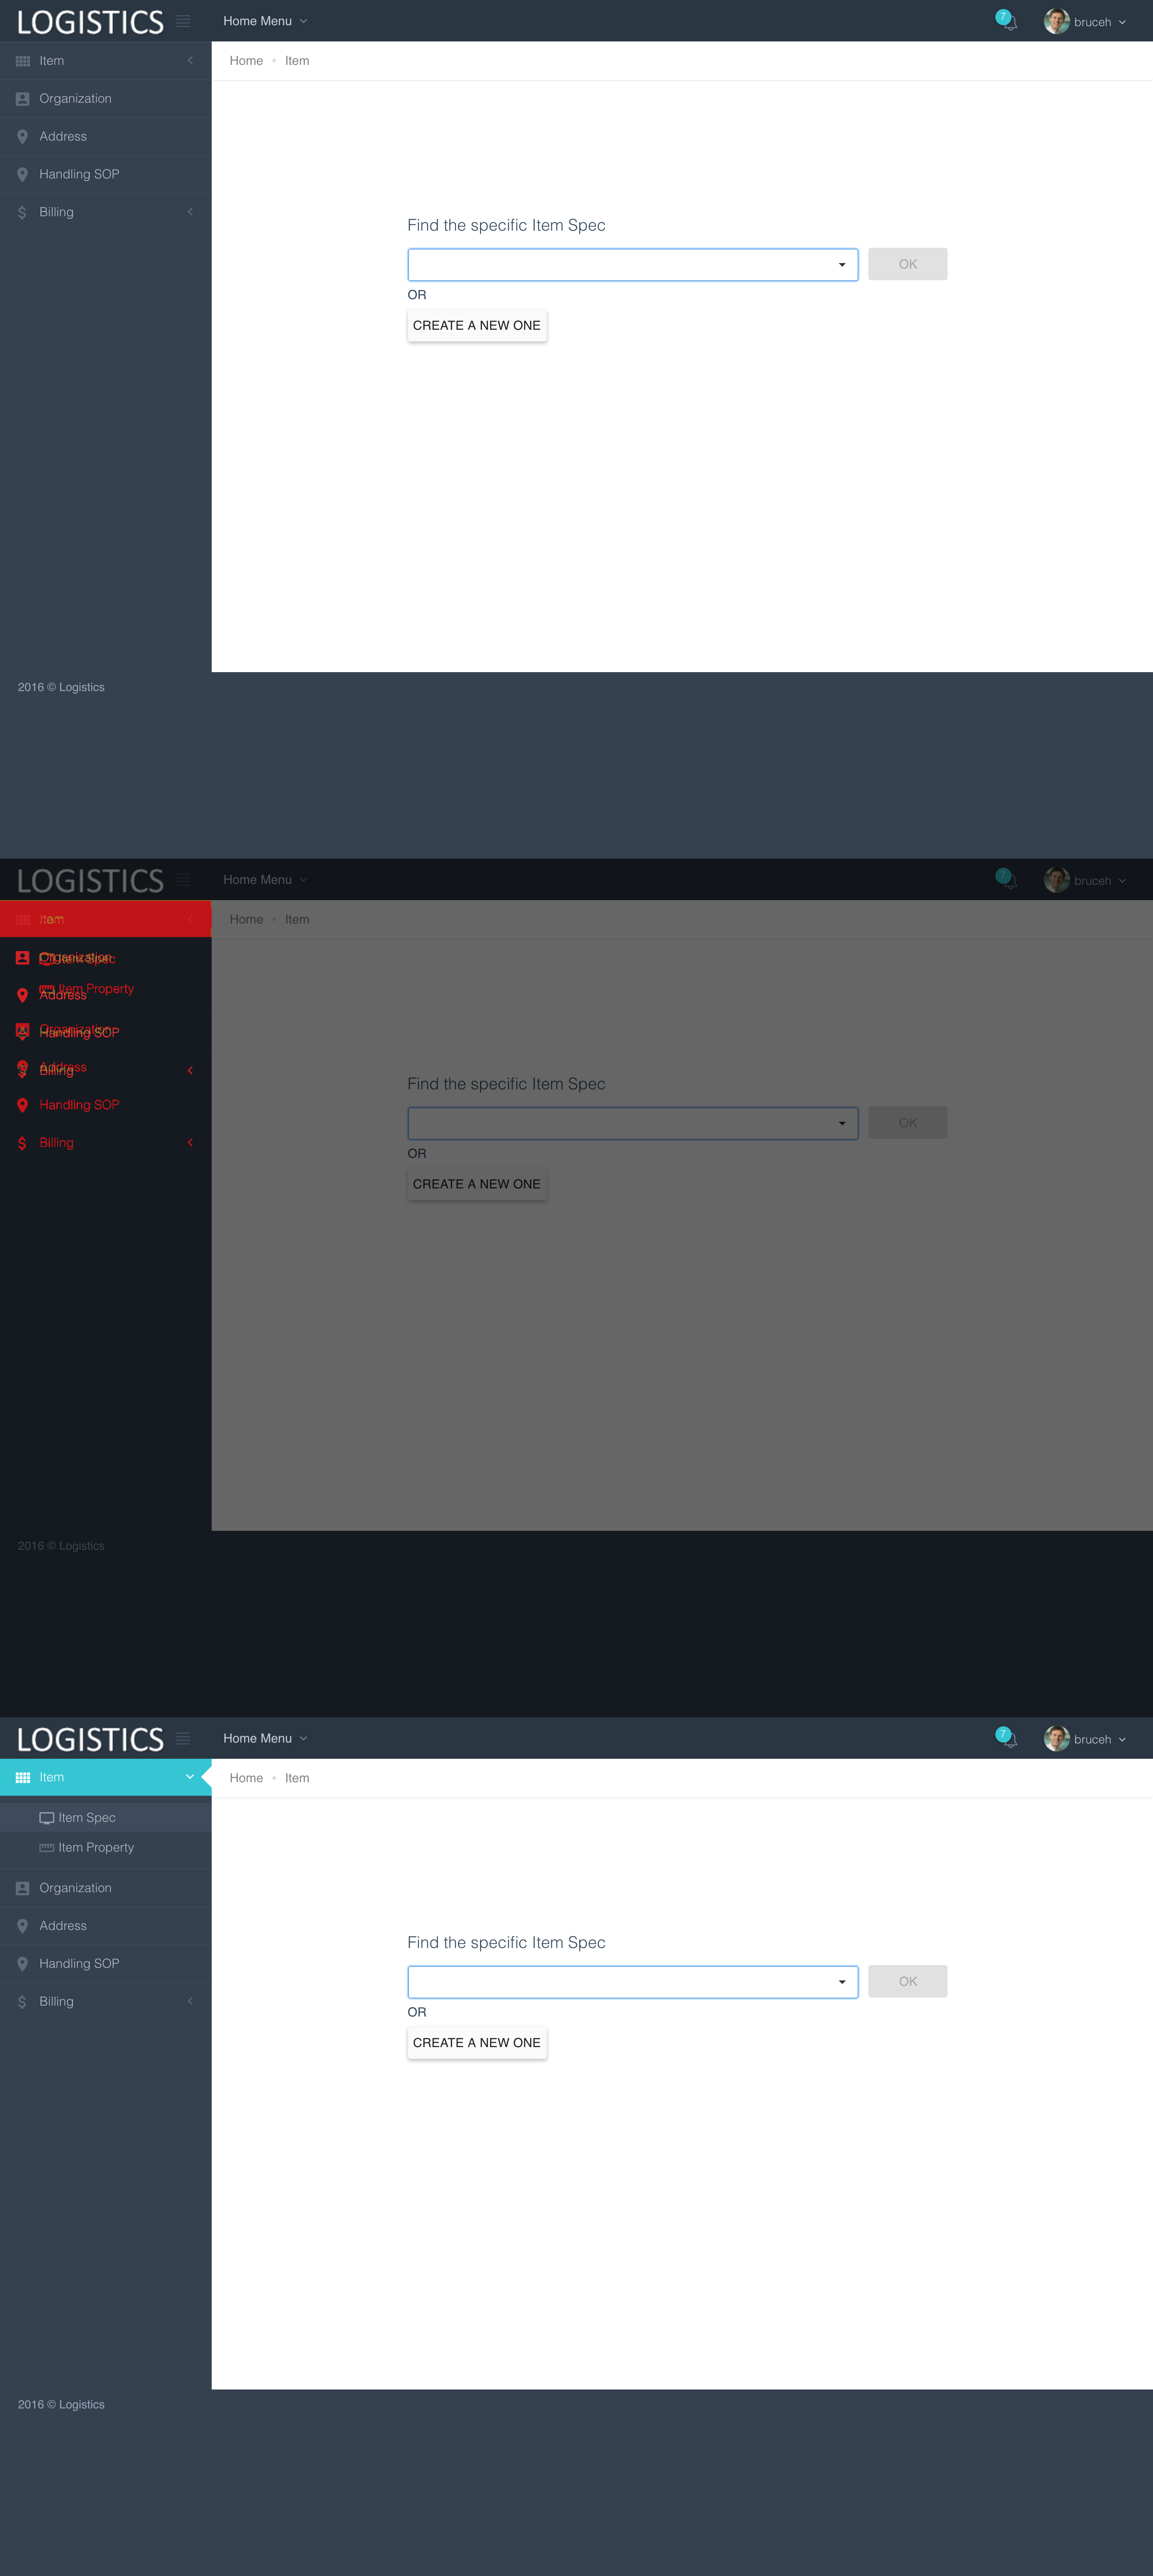 LOGISTICS Home Menu 7 bruceh
Item Home Item
Organization
Address
Handling SOP
Billing
Find the specific Item Spec
OK
OR
CREATE A NEW ONE
2016 © Logistics
LOGISTICS Home Menu 7 bruceh
Item Home Item
Organization Item Spec
Item Property
Address
Organization
Handling SOP
Address
Billing
Handling SOP
Billing
Find the specific Item Spec
OK
OR
CREATE A NEW ONE
2016 © Logistics
LOGISTICS Home Menu 7 bruceh
Item Home Item
Item Spec
Item Property
Organization
Address
Handling SOP
Billing
Find the specific Item Spec
OK
OR
CREATE A NEW ONE
2016 © Logistics